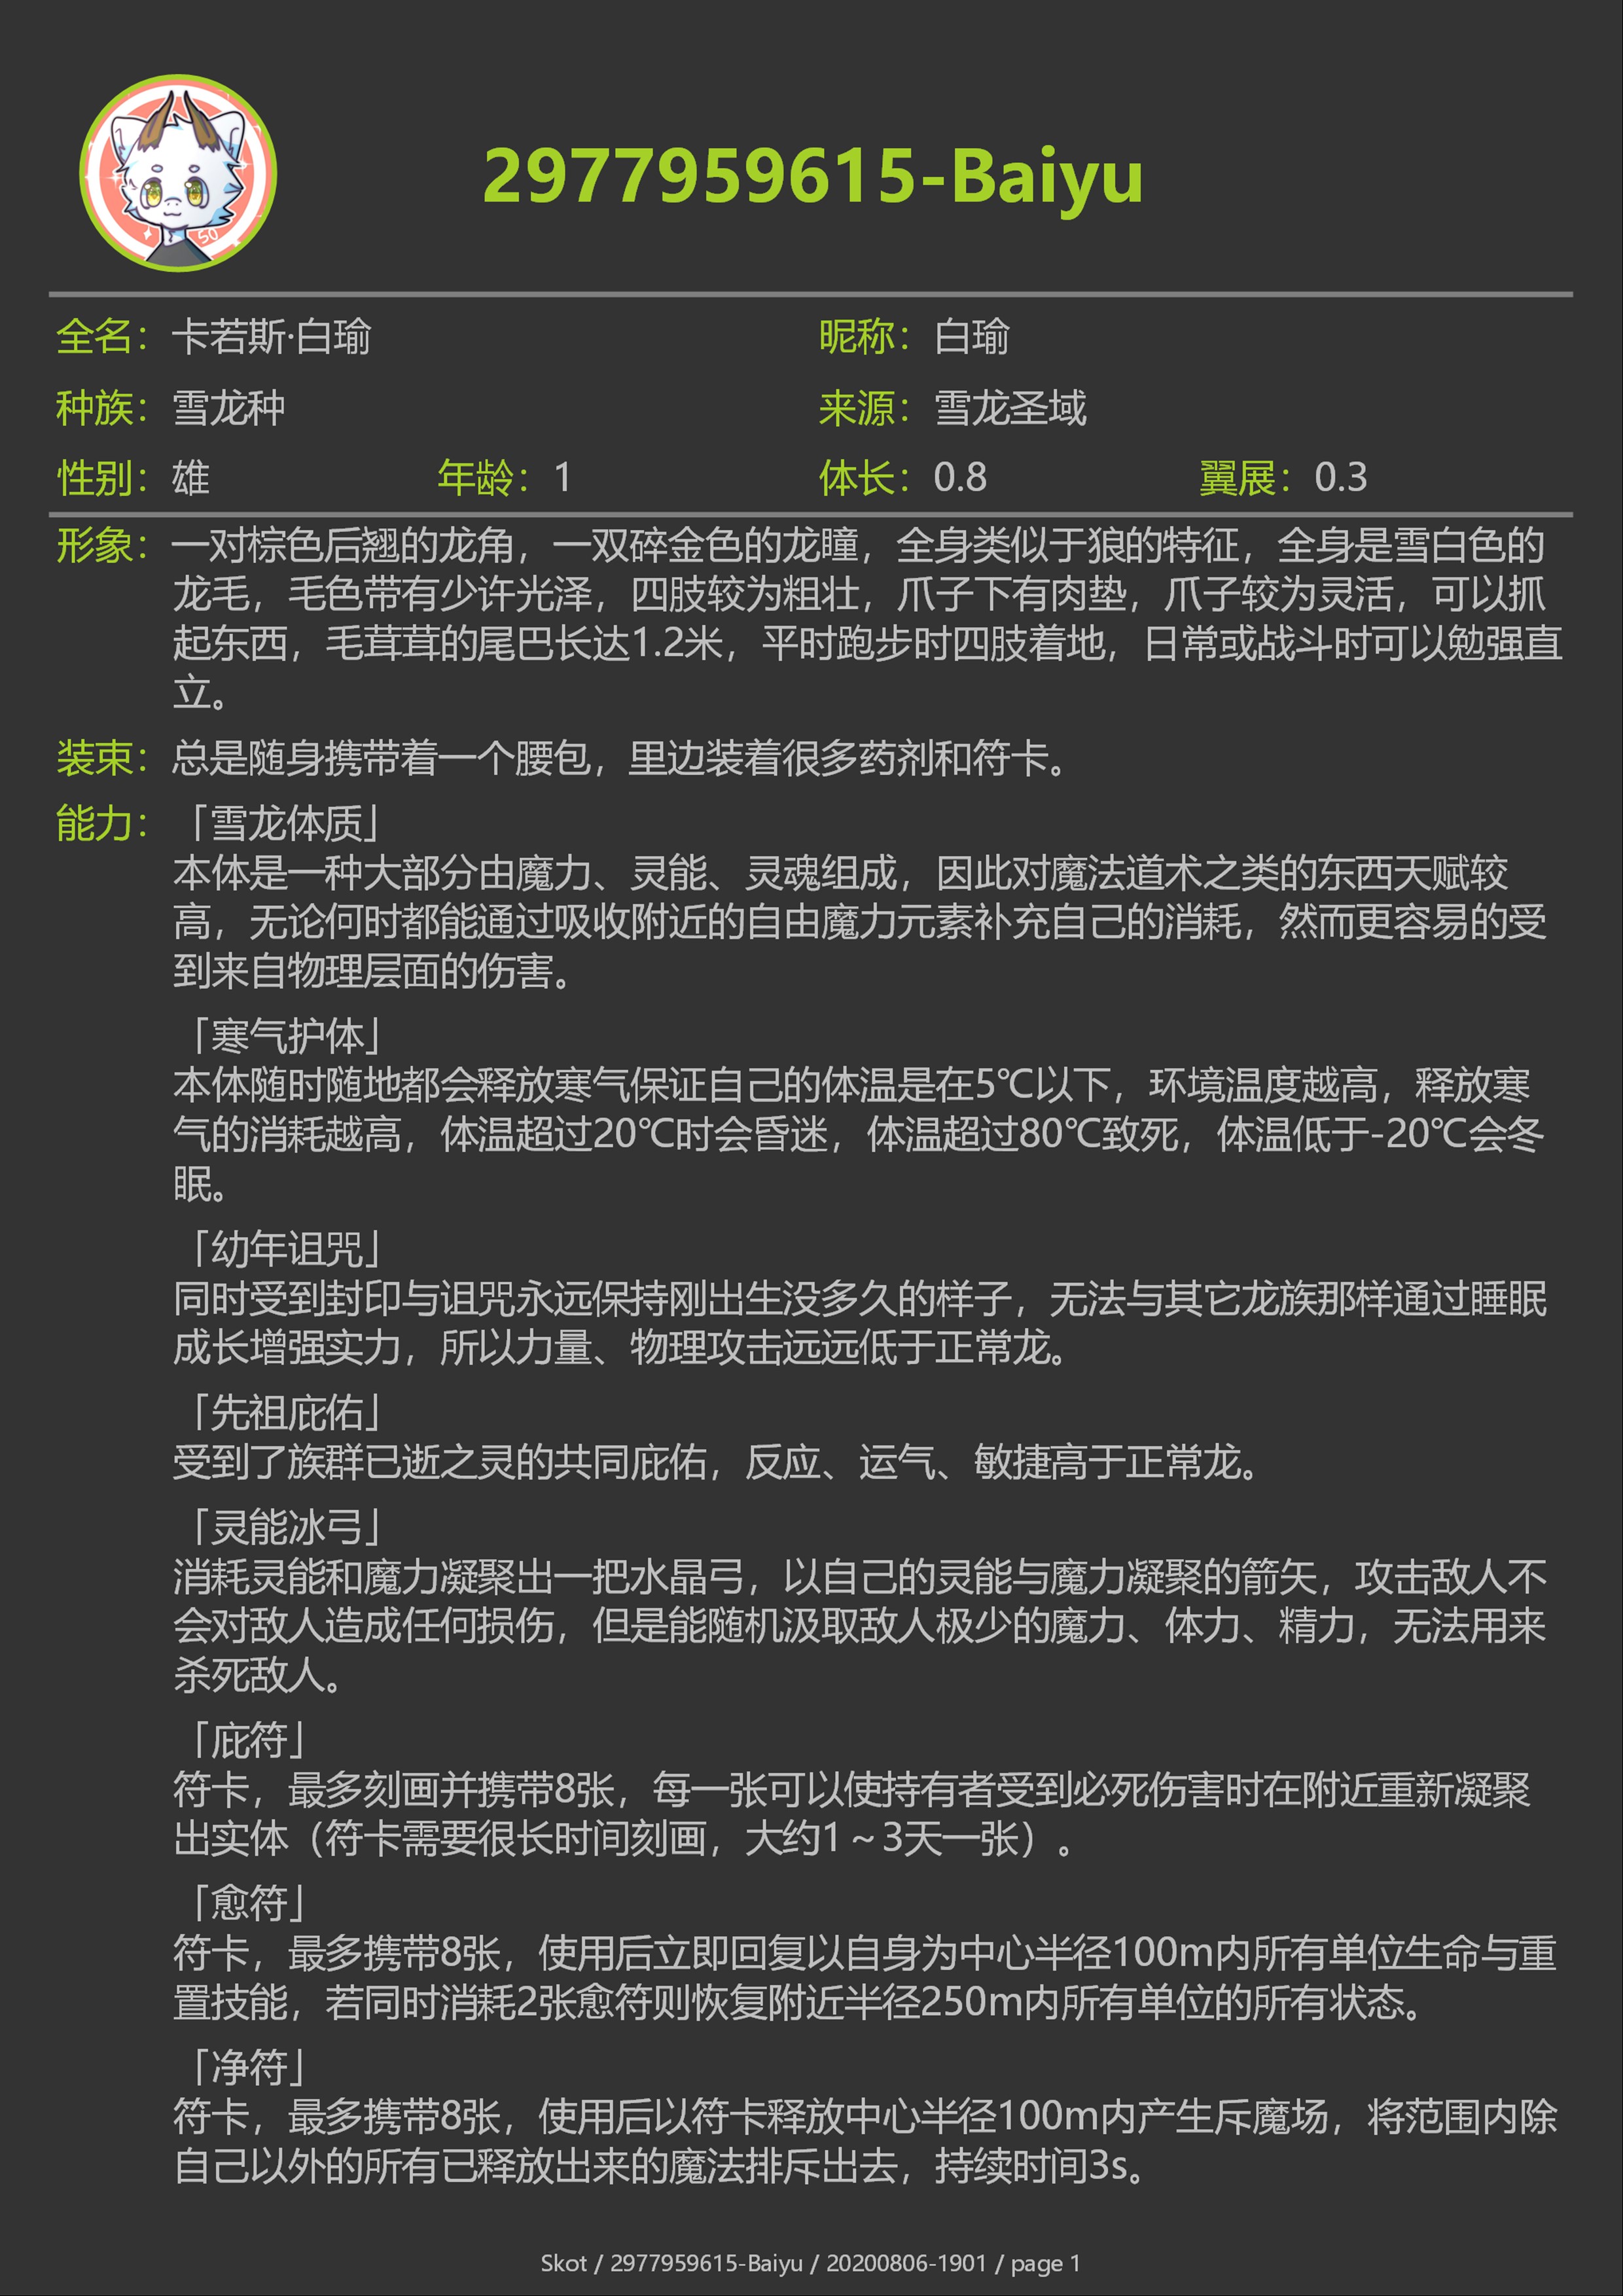 50
2977959615-Baiyu
全名：卡若斯·白瑜 昵称：白瑜
种族：雪龙种 来源：雪龙圣域
性别：雄 年龄：1 体长：0.8 翼展：0.3
形象：一对棕色后翘的龙角，一双碎金色的龙瞳，全身类似于狼的特征，全身是雪白色的
龙毛，毛色带有少许光泽，四肢较为粗壮，爪子下有肉垫，爪子较为灵活，可以抓
起东西，毛茸茸的尾巴长达1.2米，平时跑步时四肢着地，日常或战斗时可以勉强直
立。
装束：总是随身携带着一个腰包，里边装着很多药剂和符卡。
能力：「雪龙体质」
本体是一种大部分由魔力、灵能、灵魂组成，因此对魔法道术之类的东西天赋较
高，无论何时都能通过吸收附近的自由魔力元素补充自己的消耗，然而更容易的受
到来自物理层面的伤害。
「寒气护体」
本体随时随地都会释放寒气保证自己的体温是在5℃以下，环境温度越高，释放寒
气的消耗越高，体温超过20℃时会昏迷，体温超过80℃致死，体温低于-20℃会冬
眠。
「幼年诅咒」
同时受到封印与诅咒永远保持刚出生没多久的样子，无法与其它龙族那样通过睡眠
成长增强实力，所以力量、物理攻击远远低于正常龙。
「先祖庇佑」
受到了族群已逝之灵的共同庇佑，反应、运气、敏捷高于正常龙。
「灵能冰弓」
消耗灵能和魔力凝聚出一把水晶弓，以自己的灵能与魔力凝聚的箭矢，攻击敌人不
会对敌人造成任何损伤，但是能随机汲取敌人极少的魔力、体力、精力，无法用来
杀死敌人。
「庇符」
符卡，最多刻画并携带8张，每一张可以使持有者受到必死伤害时在附近重新凝聚
出实体（符卡需要很长时间刻画，大约1～3天一张）。
「愈符」
符卡，最多携带8张，使用后立即回复以自身为中心半径100m内所有单位生命与重
置技能，若同时消耗2张愈符则恢复附近半径250m内所有单位的所有状态。
「净符」
符卡，最多携带8张，使用后以符卡释放中心半径100m内产生斥魔场，将范围内除
自己以外的所有已释放出来的魔法排斥出去，持续时间3s。
Skot / 2977959615-Baiyu / 20200806-1901 / page 1